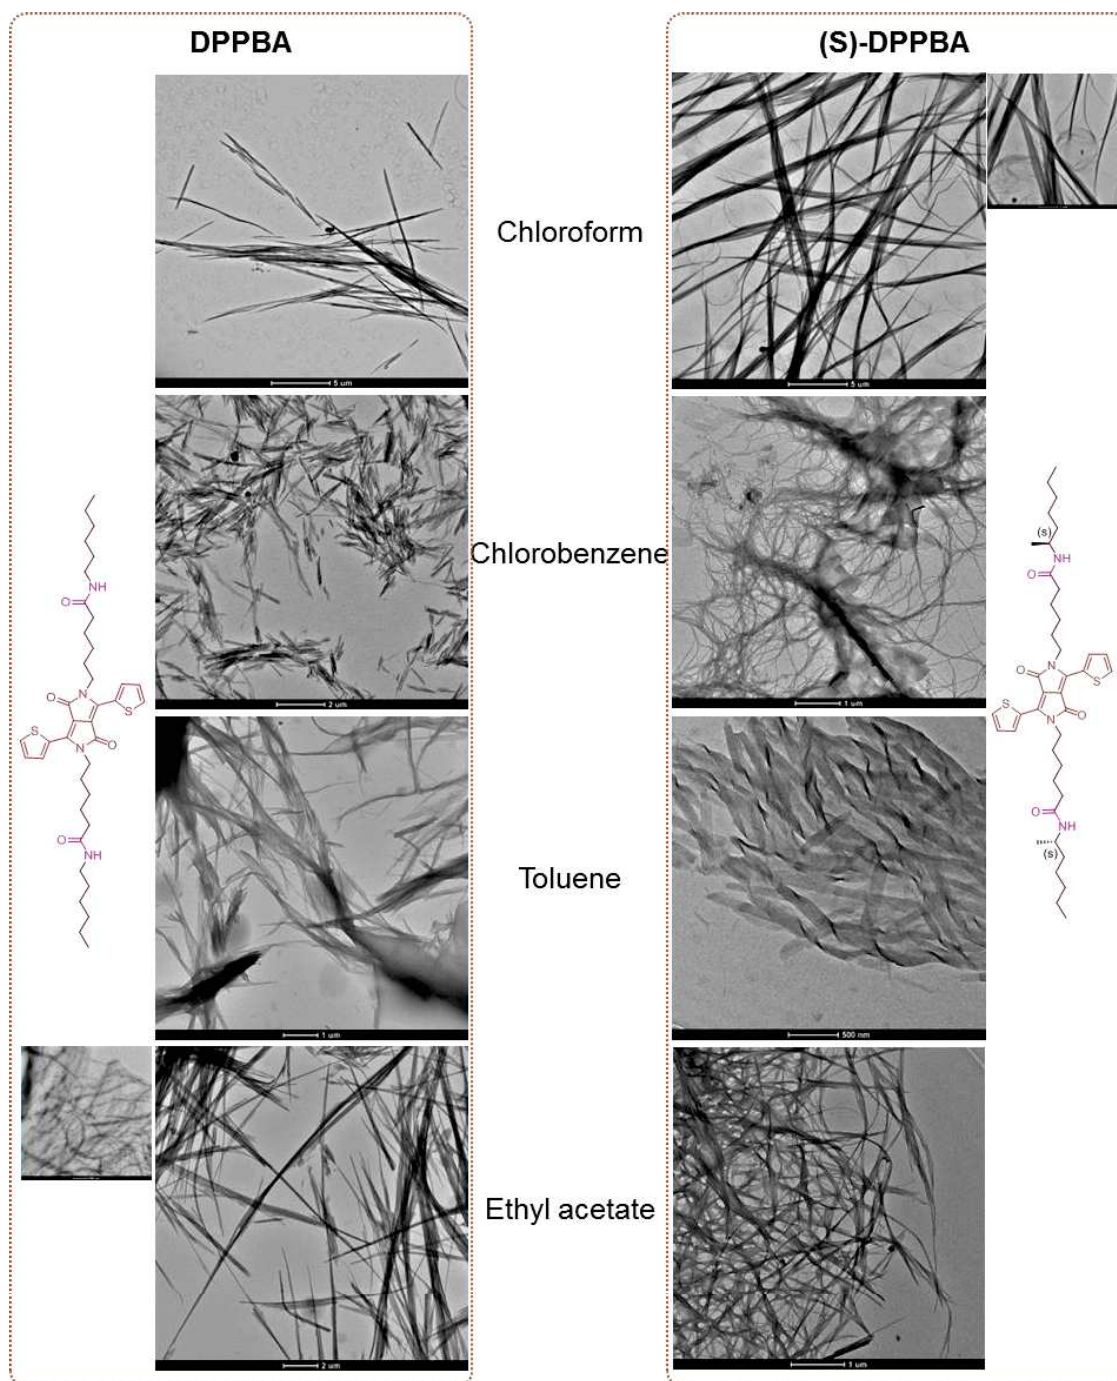 DPPBA
(S)-DPPBA
Chloroform
5 um
5 um
Chlorobenzene
2 um
1 um
Toluene
1 um
500 nm
Ethyl acetate
2 um
1 um
NH
O
O
N
S
S
N
O
O
NH
(s)
NH
O
O
N
S
S
N
O
O
NH
(s)